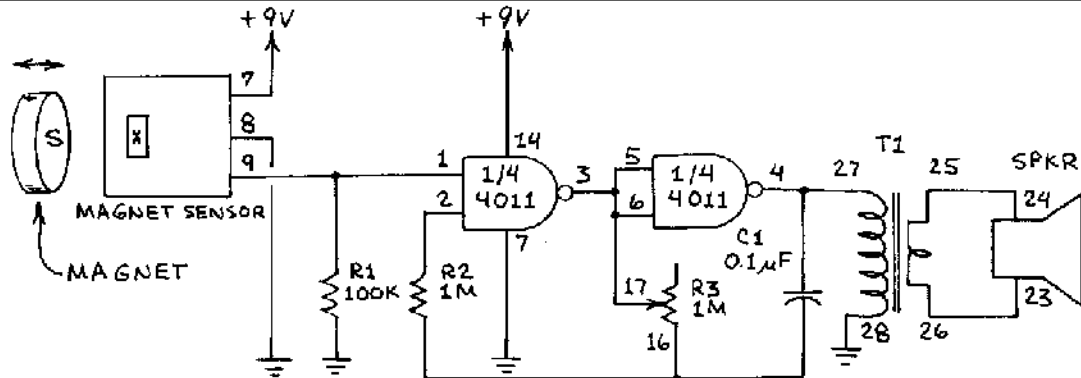 +9V
+9V
7
8
9
X
S
MAGNET SENSOR
MAGNET
1
2
14
1/4
4011
3
7
5
6
1/4
4011
4
R1
100K
R2
1M
17
R3
1M
16
C1
0.1µF
T1
27
28
25
26
SPKR
24
23